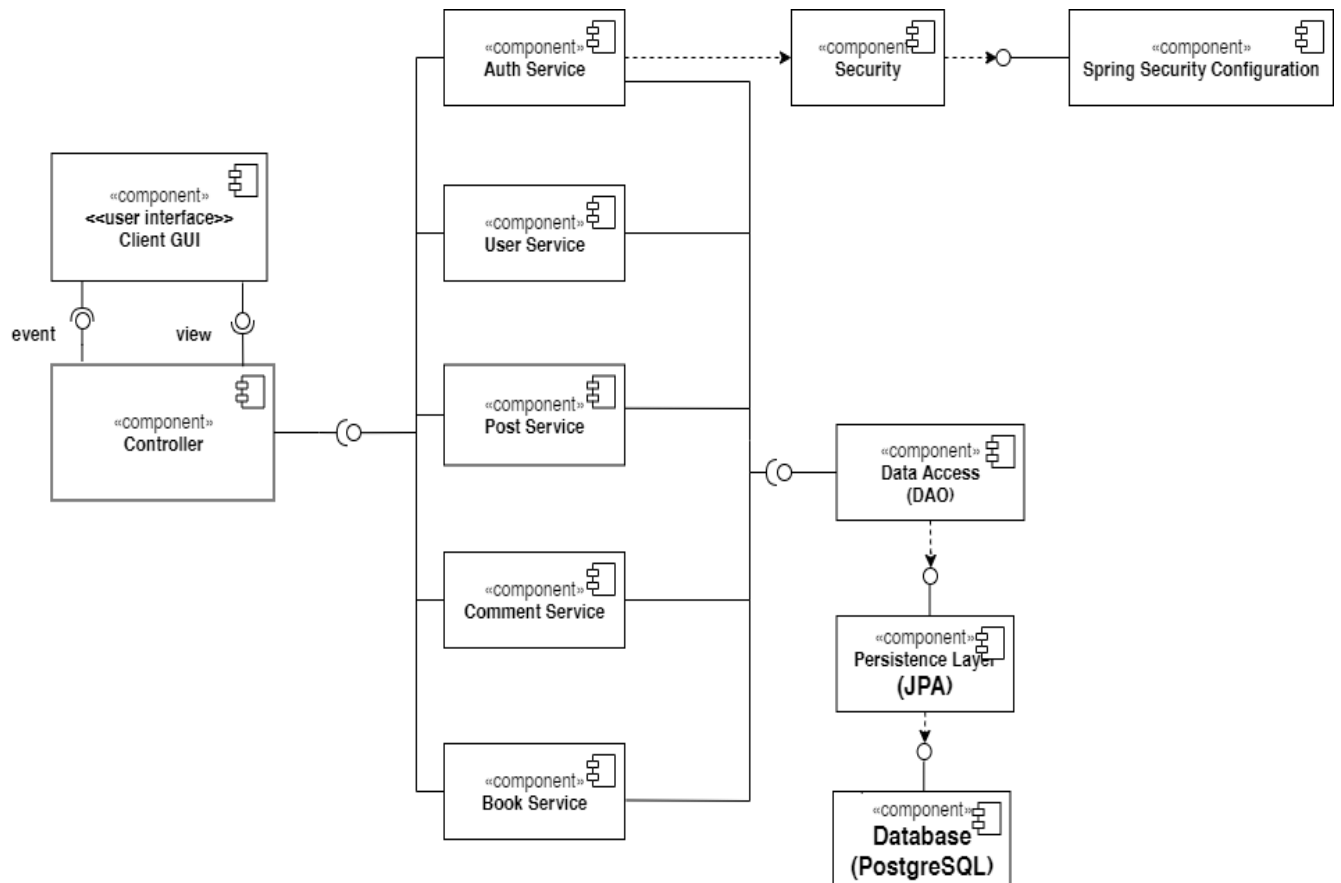 «component»
Auth Service
«component»
Security
«component»
Spring Security Configuration
«component»
<<user interface>>
Client GUI
«component»
User Service
event
view
«component»
Controller
«component»
Post Service
«component»
Data Access
(DAO)
«component»
Comment Service
«component»
Persistence Layer
(JPA)
«component»
Book Service
«component»
Database
(PostgreSQL)